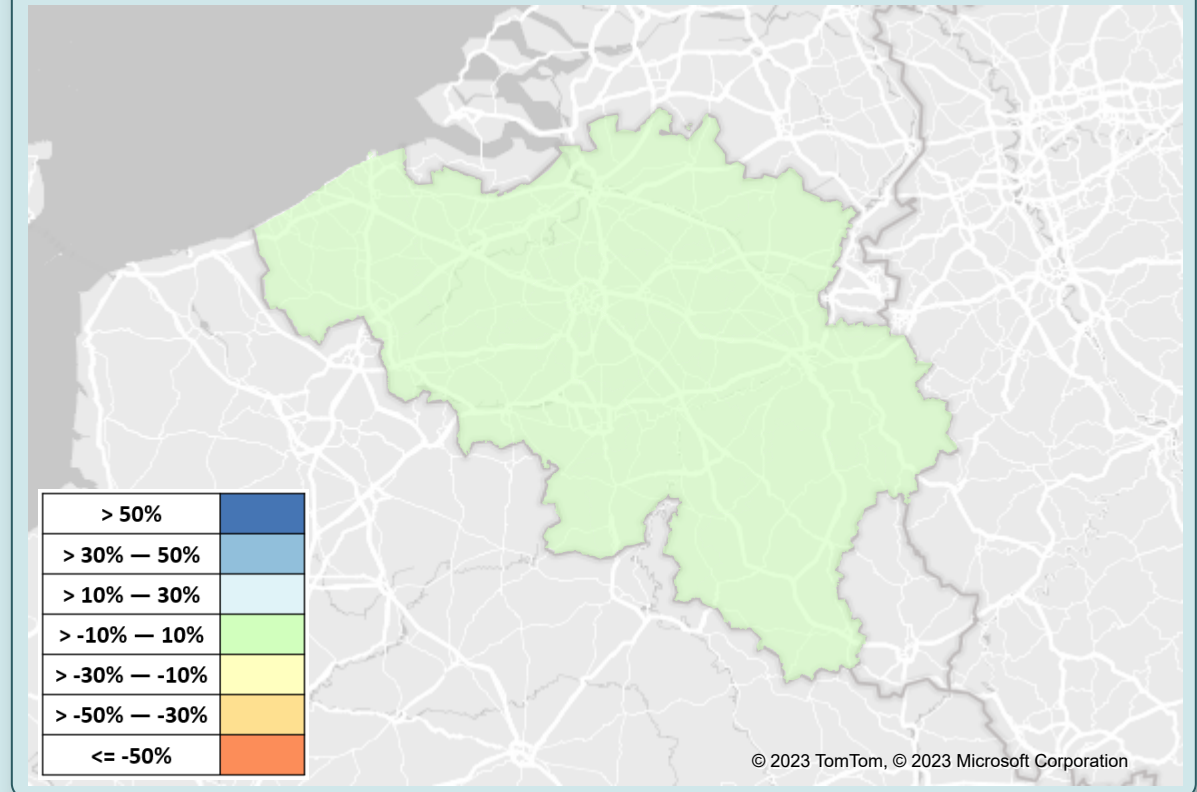 > 50%
> 30% — 50%
> 10% — 30%
> -10% — 10%
> -30% — -10%
> -50% — -30%
<= -50%
© 2023 TomTom, © 2023 Microsoft Corporation